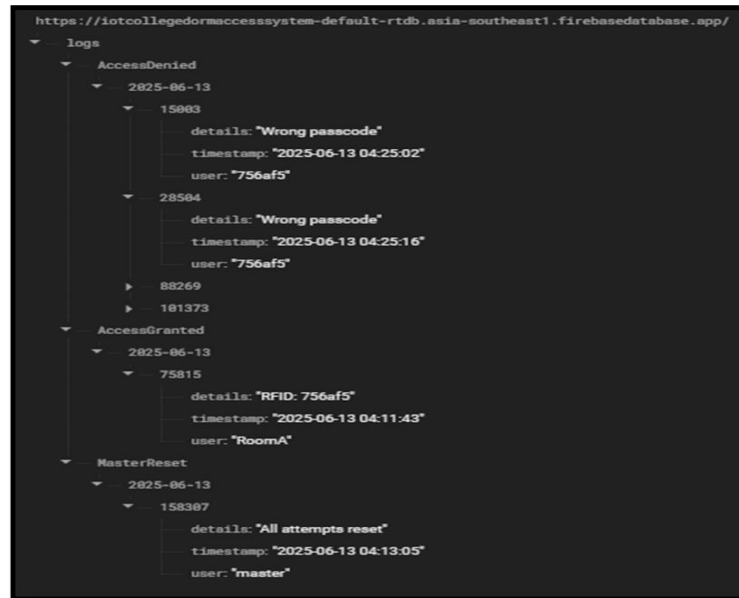 https://iotcollegedormaccesssystem-default-rtdb.asia-southeast1.firebasedatabase.app/
logs
AccessDenied
2025-06-13
15003
details: "Wrong passcode"
timestamp: "2025-06-13 04:25:02"
user: "756af5"
28504
details: "Wrong passcode"
timestamp: "2025-06-13 04:25:16"
user: "756af5"
88269
101373
AccessGranted
2025-06-13
75815
details: "RFID: 756af5"
timestamp: "2025-06-13 04:11:43"
user: "RoomA"
MasterReset
2025-06-13
158307
details: "All attempts reset"
timestamp: "2025-06-13 04:13:05"
user: "master"